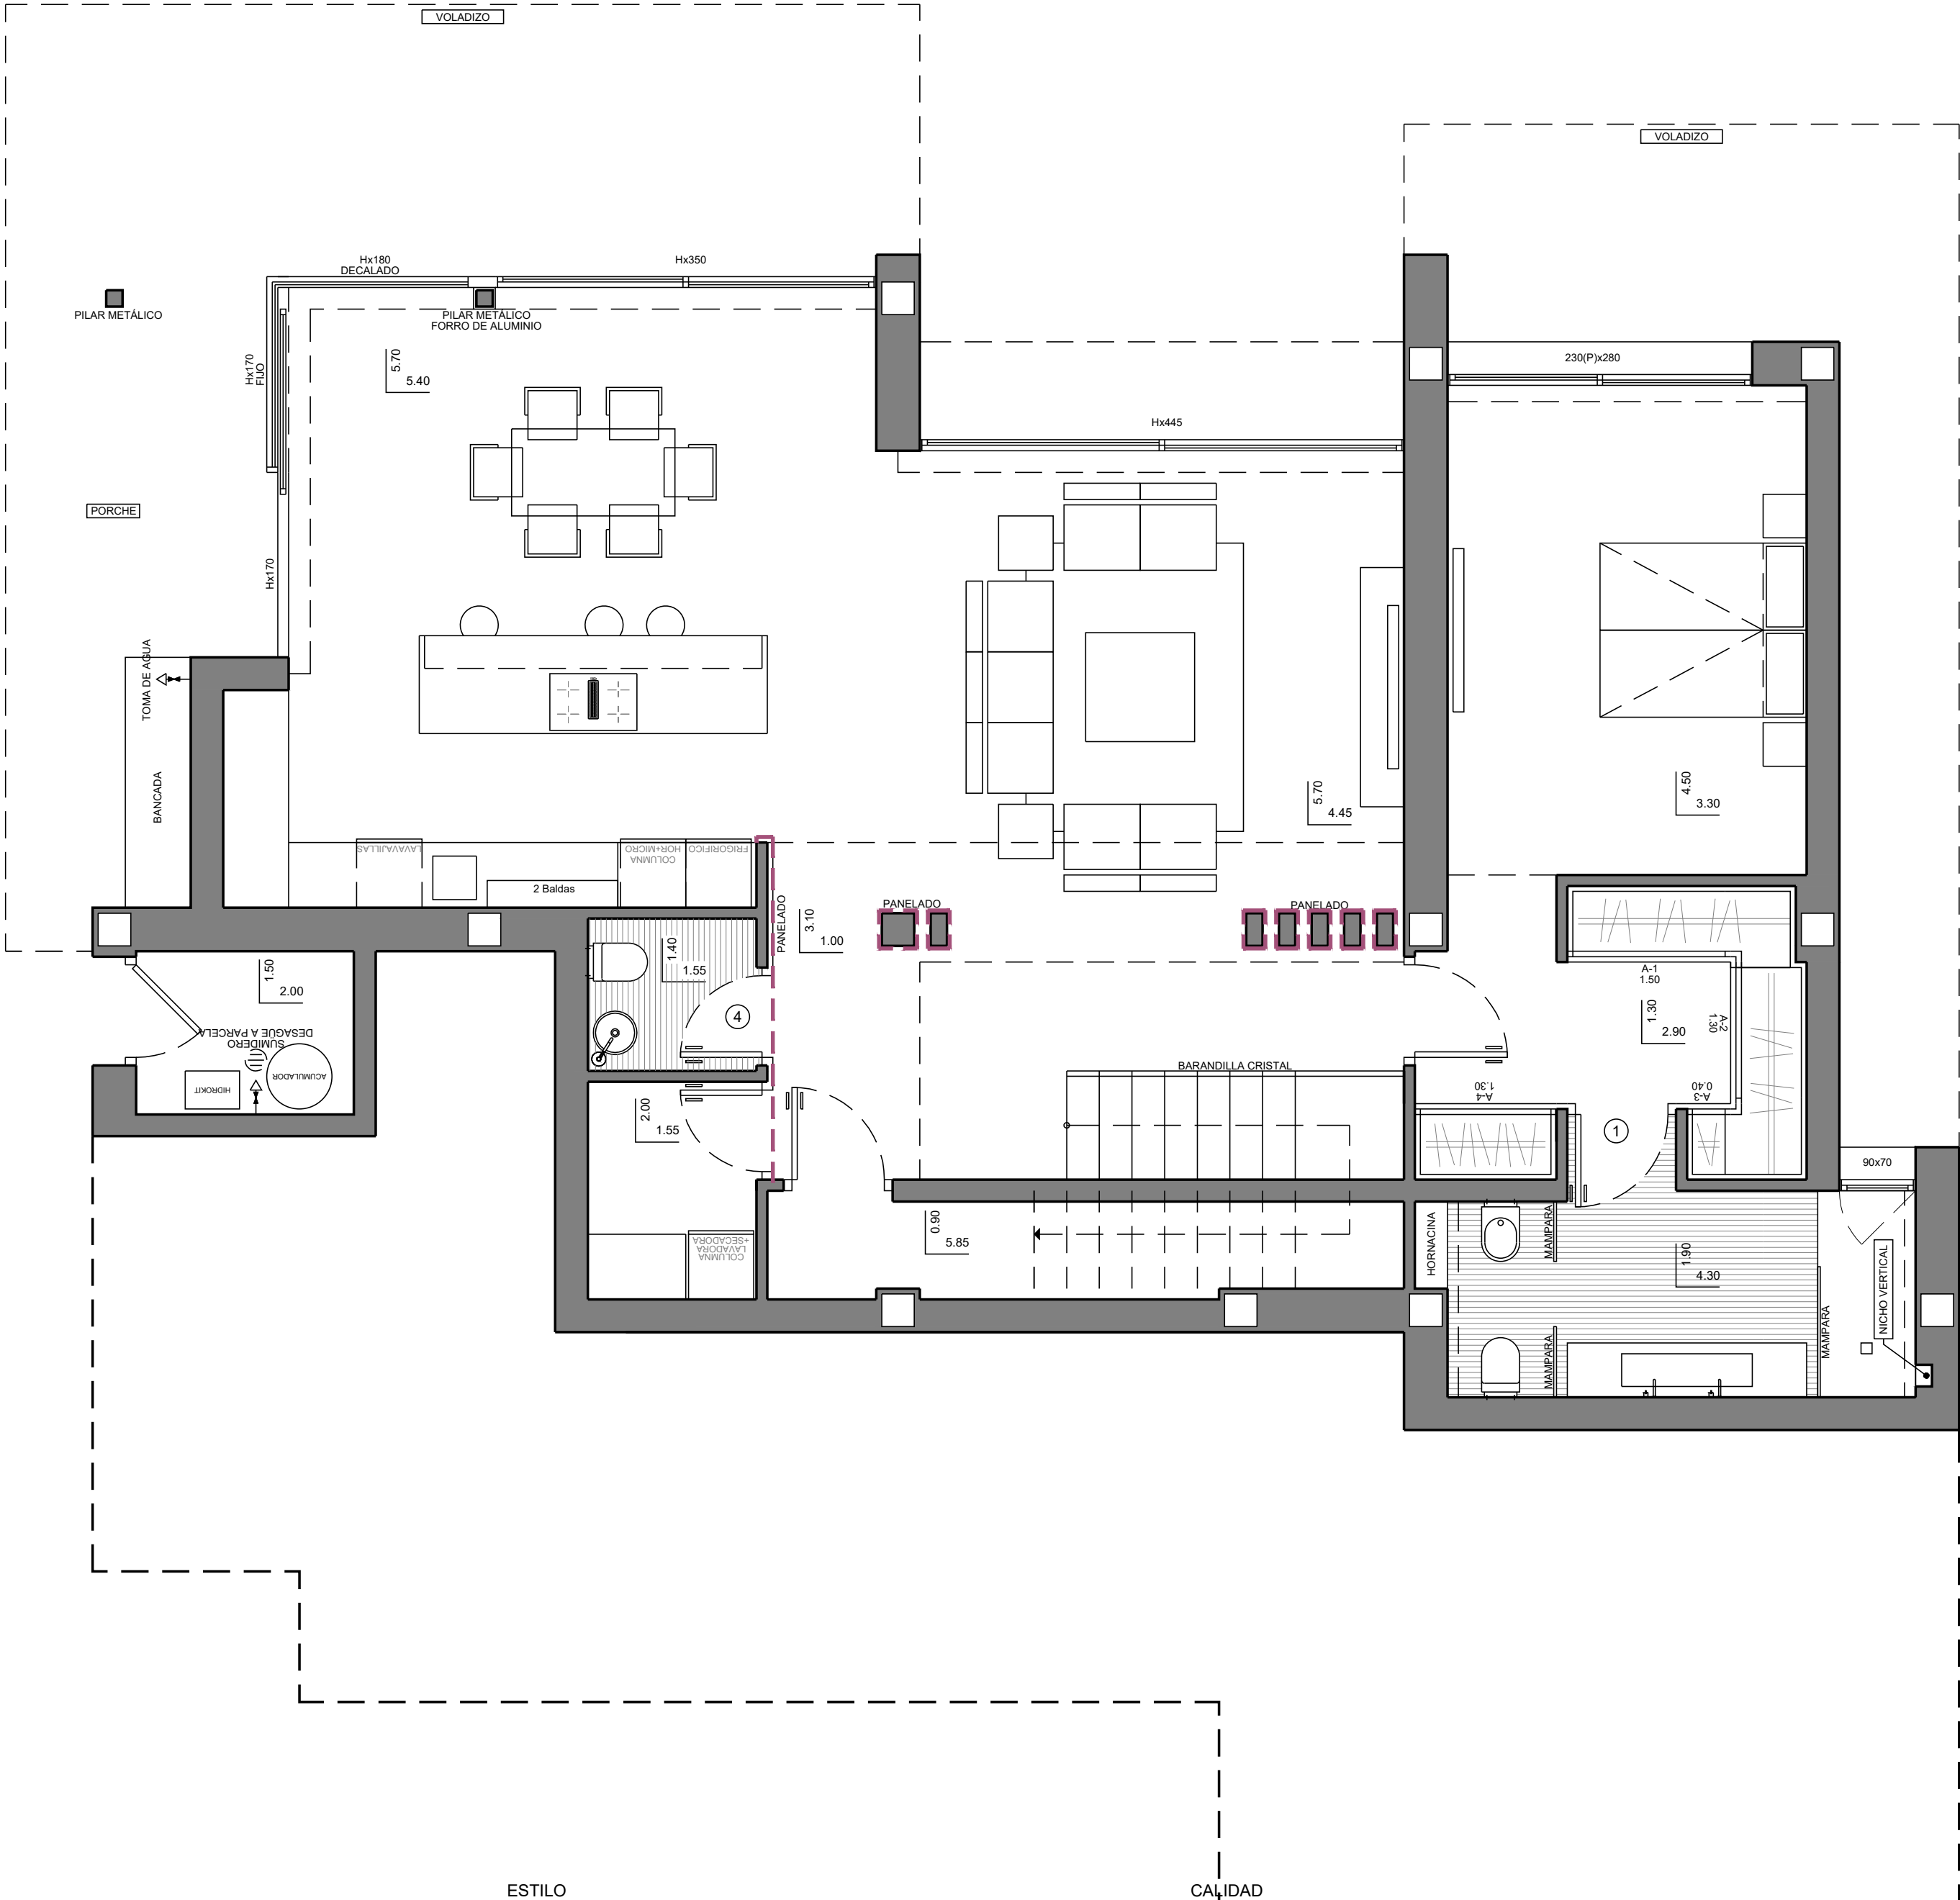 VOLADIZO
VOLADIZO
Hx180
DECALADO
Hx350
PILAR METÁLICO
PILAR METÁLICO
FORRO DE ALUMINIO
Hx170
FIJO
5.70
5.40
230(P)x280
Hx445
PORCHE
Hx170
TOMA DE AGUA
BANCADA
5.70
4.45
4.50
3.30
LAVAVAJILLAS
COLUMNA
HOR+MICRO
FRIGORIFICO
2 Baldas
PANELADO
3.10
1.00
PANELADO
PANELADO
1.40
1.55
4
1.50
2.00
SUMIDERO
DESAGÜE A PARCELA
HIDROKIT
ACUMULADOR
A-1
1.50
1.30
2.90
A-2
1.30
A-3
0.40
A-4
1.30
BARANDILLA CRISTAL
2.00
1.55
1
90x70
0.90
5.85
COLUMNA
LAVADORA
+SECADORA
HORNACINA
MAMPARA
1.90
4.30
NICHO VERTICAL
MAMPARA
MAMPARA
ESTILO
CALIDAD